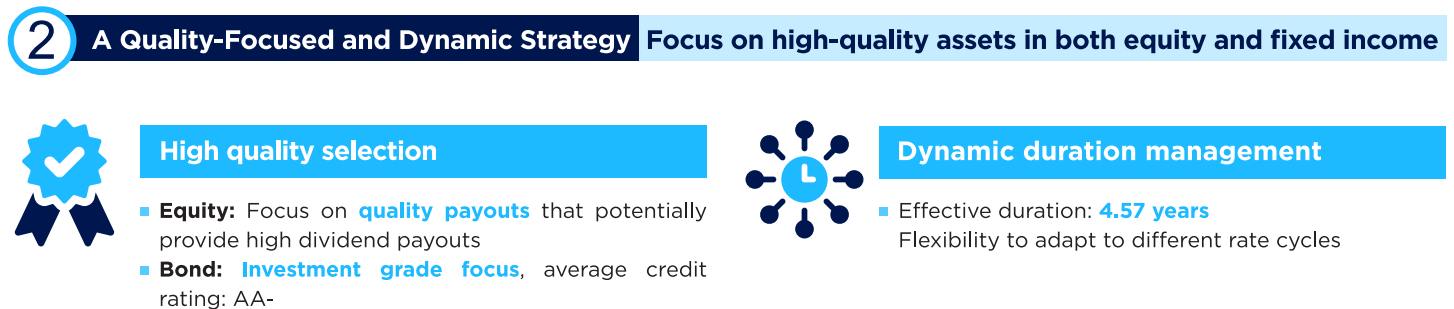 2 A Quality-Focused and Dynamic Strategy Focus on high-quality assets in both equity and fixed income
High quality selection
Equity: Focus on quality payouts that potentially
provide high dividend payouts
Bond: Investment grade focus, average credit
rating: AA-
Dynamic duration management
Effective duration: 4.57 years
Flexibility to adapt to different rate cycles